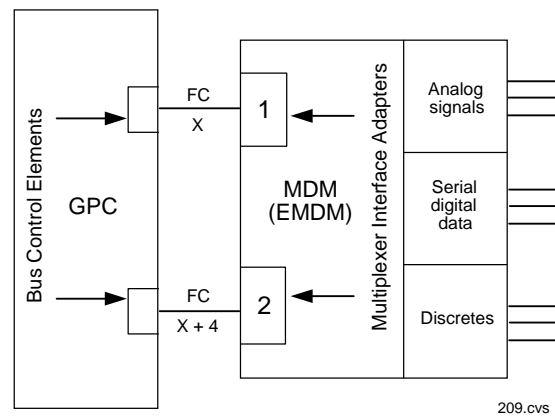 Bus Control Elements
GPC
FC
X
FC
X + 4
1
2
MDM
(EMDM)
Multiplexer Interface Adapters
Analog
signals
Serial
digital
data
Discretes
209.cvs